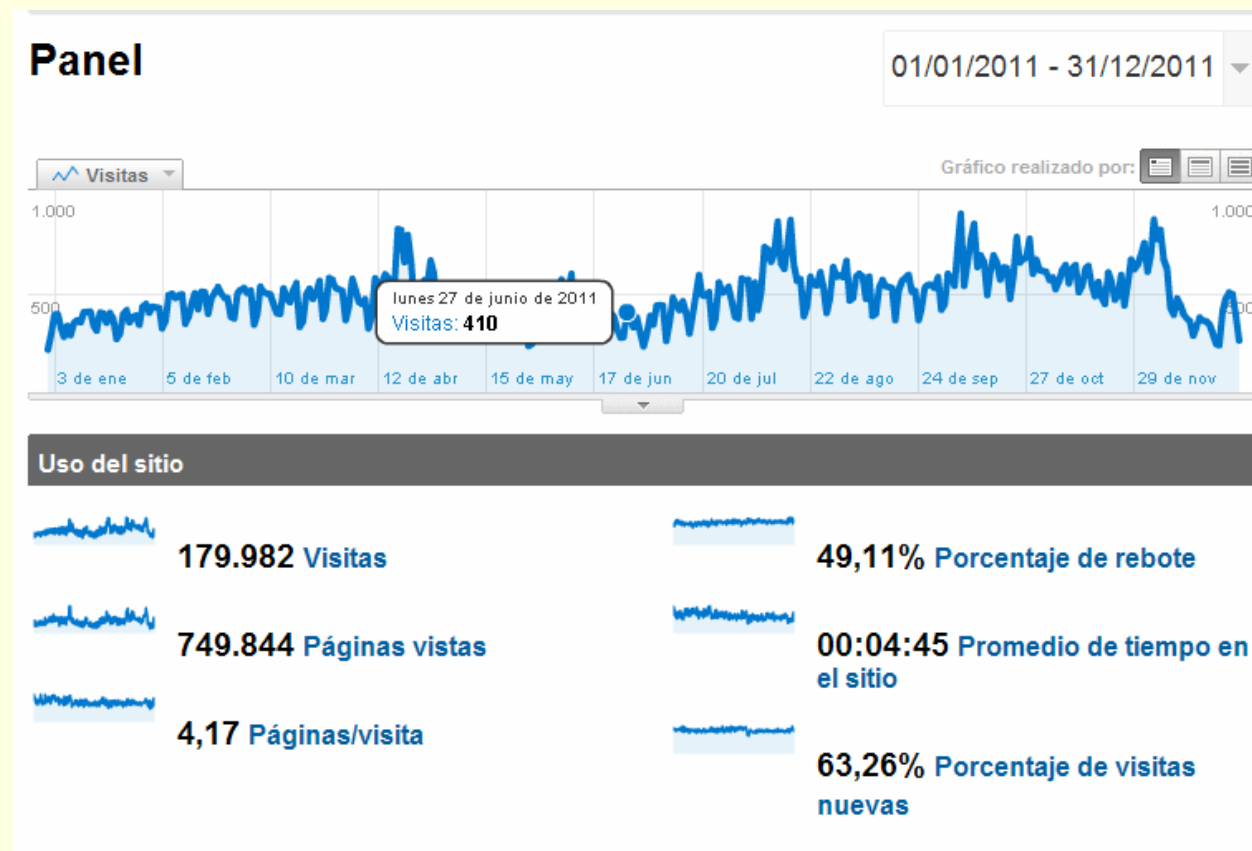 Panel
01/01/2011 - 31/12/2011
Visitas
Gráfico realizado por:
1.000
1.000
500
lunes 27 de junio de 2011
Visitas: 410
3 de ene
5 de feb
10 de mar
12 de abr
15 de may
17 de jun
20 de jul
22 de ago
24 de sep
27 de oct
29 de nov
Uso del sitio
179.982 Visitas
49,11% Porcentaje de rebote
749.844 Páginas vistas
00:04:45 Promedio de tiempo en
el sitio
4,17 Páginas/visita
63,26% Porcentaje de visitas
nuevas